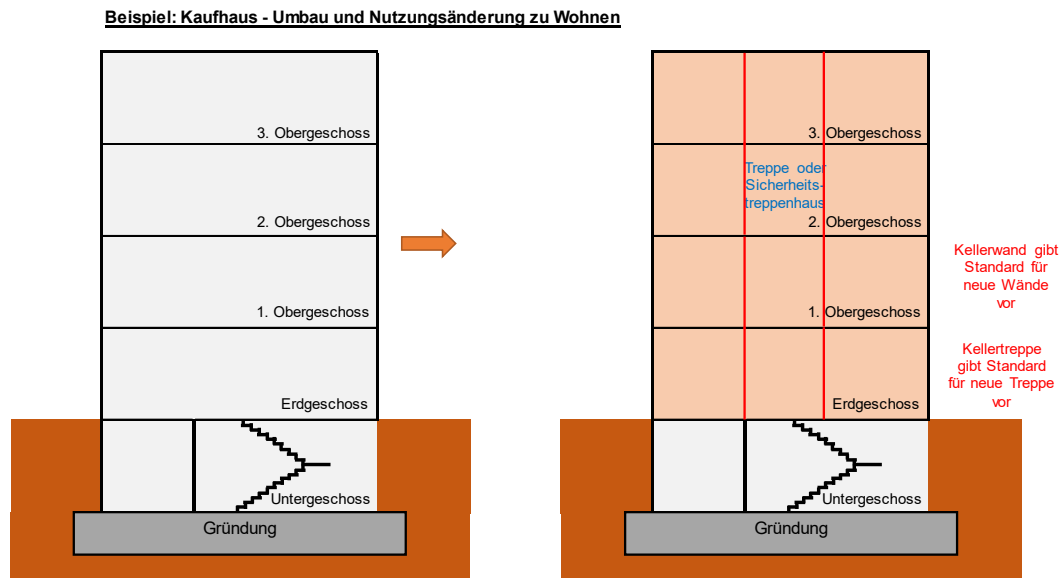 Beispiel: Kaufhaus - Umbau und Nutzungsänderung zu Wohnen
3. Obergeschoss
2. Obergeschoss
1. Obergeschoss
Erdgeschoss
Untergeschoss
Gründung
3. Obergeschoss
Treppe oder
Sicherheits-
treppenhaus
2. Obergeschoss
1. Obergeschoss
Erdgeschoss
Untergeschoss
Gründung
Kellerwand gibt
Standard für
neue Wände
vor
Kellertreppe
gibt Standard
für neue Treppe
vor